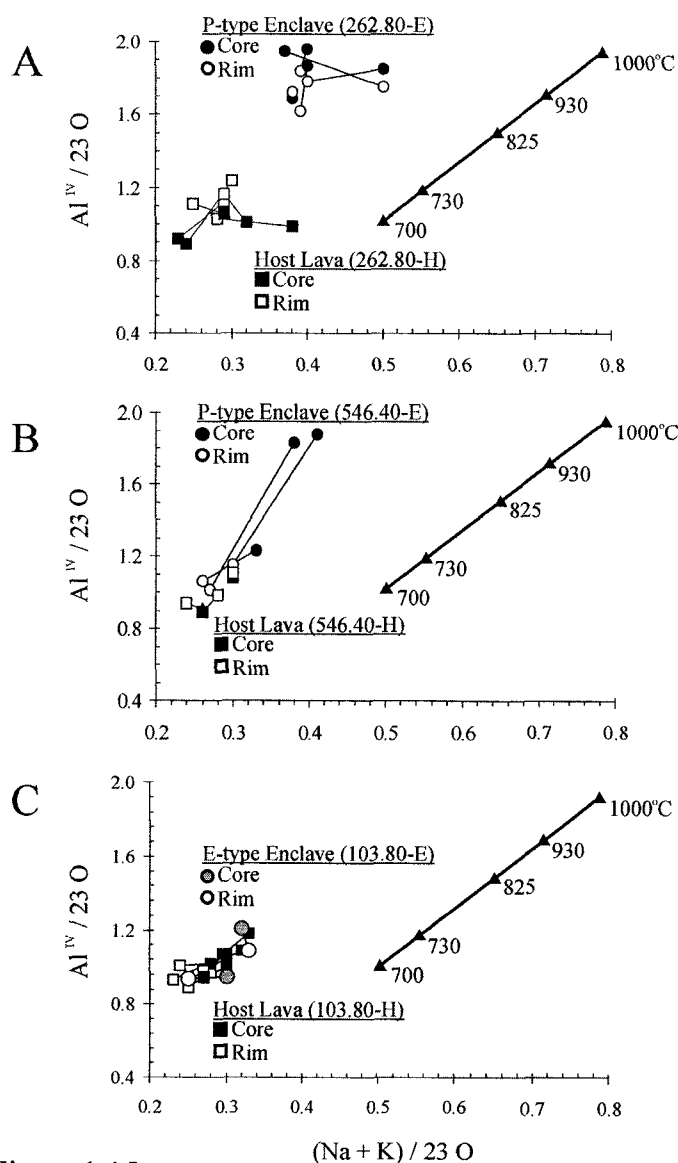 A
P-type Enclave (262.80-E)
Core
Rim
Al IV / 23 O
2.0
1.6
1.2
0.8
0.4
1000°C
930
825
730
700
Host Lava (262.80-H)
Core
Rim
0.2 0.3 0.4 0.5 0.6 0.7 0.8
B
P-type Enclave (546.40-E)
Core
Rim
Al IV / 23 O
2.0
1.6
1.2
0.8
0.4
1000°C
930
825
730
700
Host Lava (546.40-H)
Core
Rim
0.2 0.3 0.4 0.5 0.6 0.7 0.8
C
E-type Enclave (103.80-E)
Core
Rim
Al IV / 23 O
2.0
1.6
1.2
0.8
0.4
1000°C
930
825
730
700
Host Lava (103.80-H)
Core
Rim
0.2 0.3 0.4 0.5 0.6 0.7 0.8
(Na + K) / 23 O